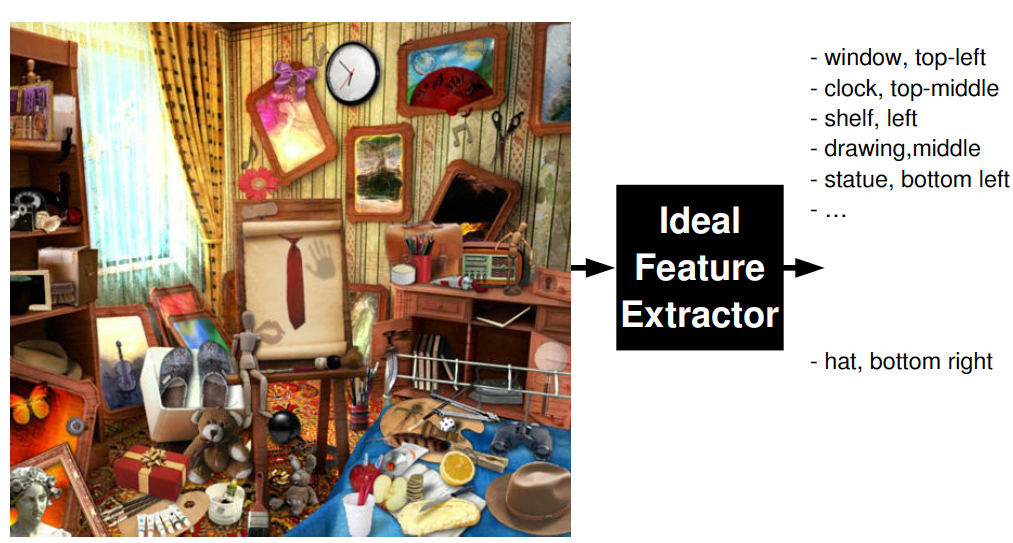 - window, top-left
- clock, top-middle
- shelf, left
- drawing,middle
- statue, bottom left
- …
Ideal
Feature
Extractor
- hat, bottom right